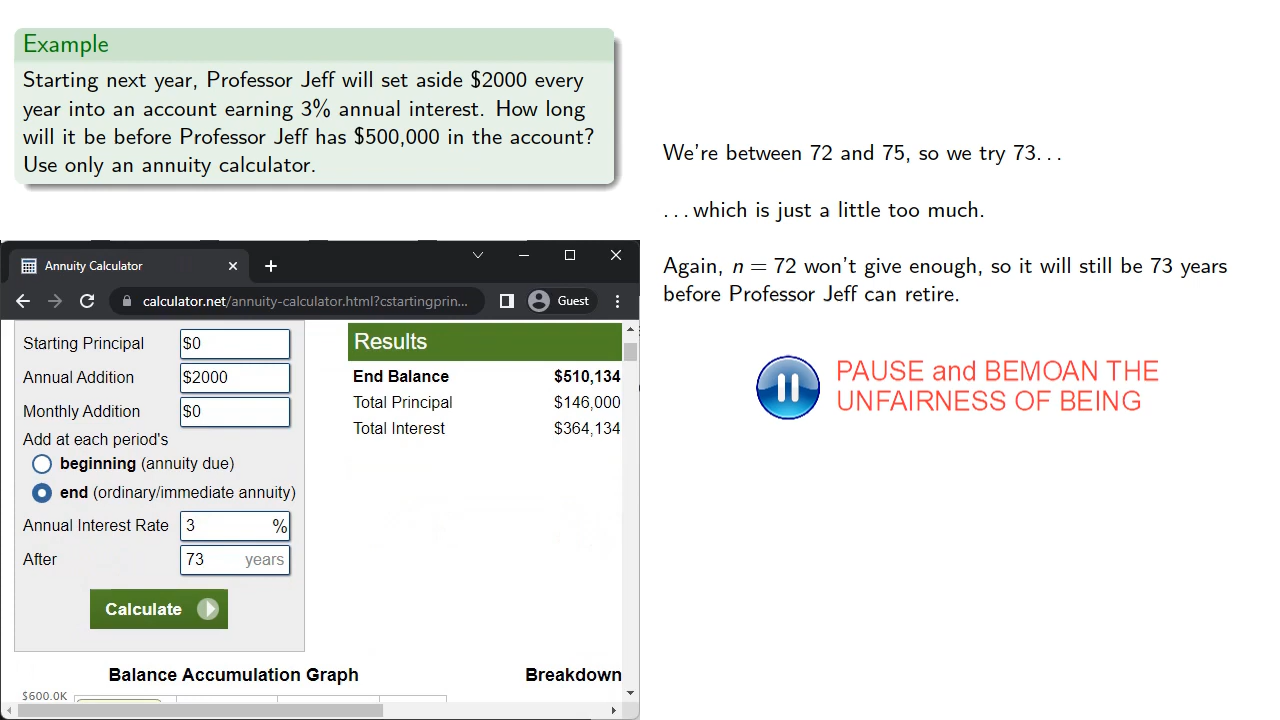 Example
Starting next year, Professor Jeff will set aside $2000 every
year into an account earning 3% annual interest. How long
will it be before Professor Jeff has $500,000 in the account?
Use only an annuity calculator.
We're between 72 and 75, so we try 73...
...which is just a little too much.
Again, n = 72 won't give enough, so it will still be 73 years
before Professor Jeff can retire.
PAUSE and BEMOAN THE
UNFAIRNESS OF BEING
Annuity Calculator
calculator.net/annuity-calculator.html?cstartingprin...
Guest
Starting Principal $0
Annual Addition $2000
Monthly Addition $0
Add at each period's
beginning (annuity due)
end (ordinary/immediate annuity)
Annual Interest Rate 3 %
After 73 years
Calculate
Results
End Balance $510,134
Total Principal $146,000
Total Interest $364,134
Balance Accumulation Graph
Breakdown
$600.0K